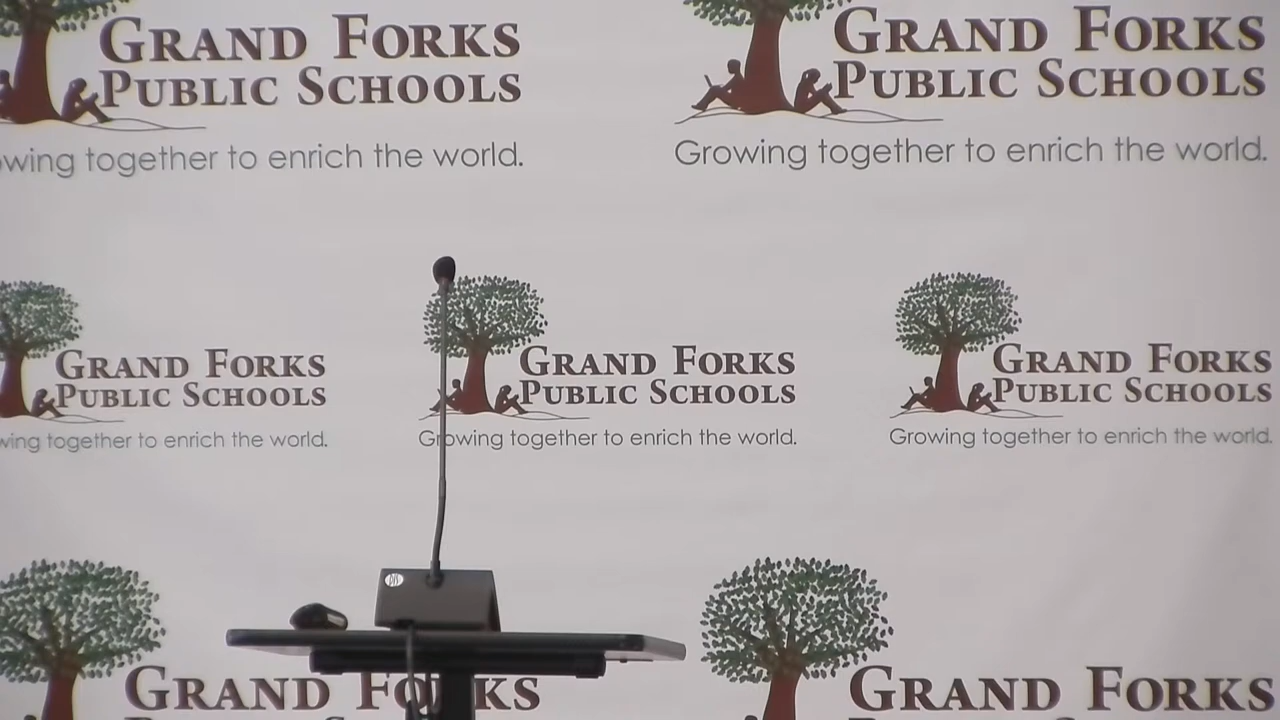 GRAND FORKS
PUBLIC SCHOOLS
wing together to enrich the world.
GRAND FORKS
PUBLIC SCHOOLS
Growing together to enrich the world.
GRAND FORKS
PUBLIC SCHOOLS
wing together to enrich the world.
GRAND FORKS
PUBLIC SCHOOLS
Growing together to enrich the world.
GRAND FORKS
PUBLIC SCHOOLS
Growing together to enrich the world.
GRAND FORKS
GRAND FORKS